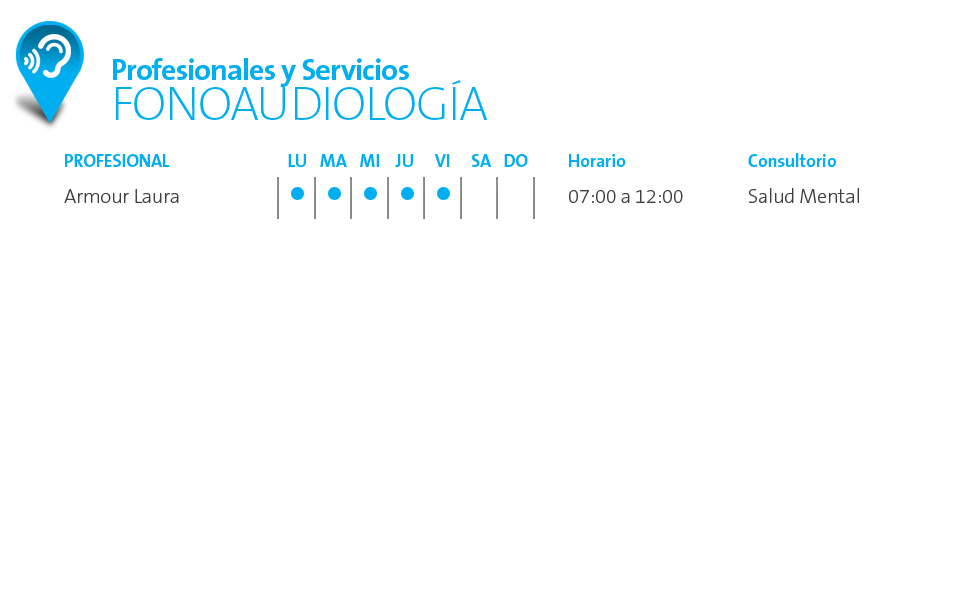 Profesionales y Servicios
FONOAUDIOLOGÍA
PROFESIONAL LU MA MI JU VI SA DO Horario Consultorio
Armour Laura 07:00 a 12:00 Salud Mental